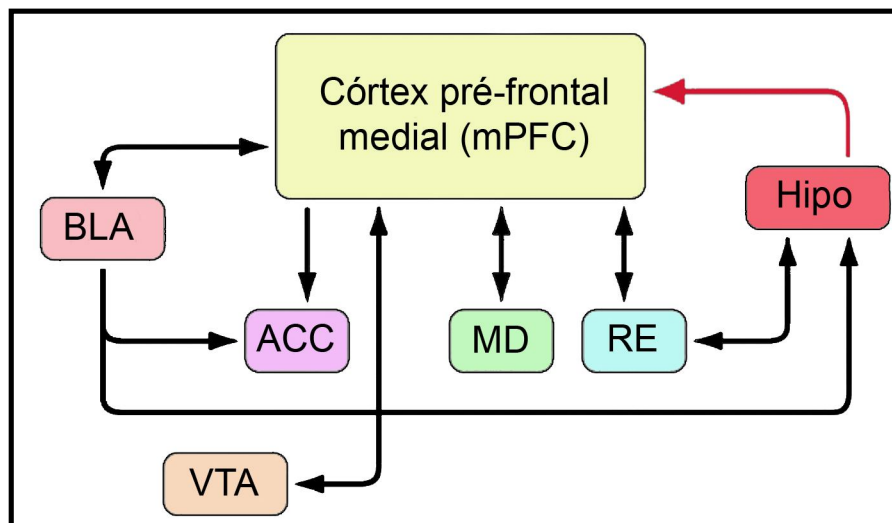 Córtex pré-frontal
medial (mPFC)
Hipo
BLA
ACC
MD
RE
VTA